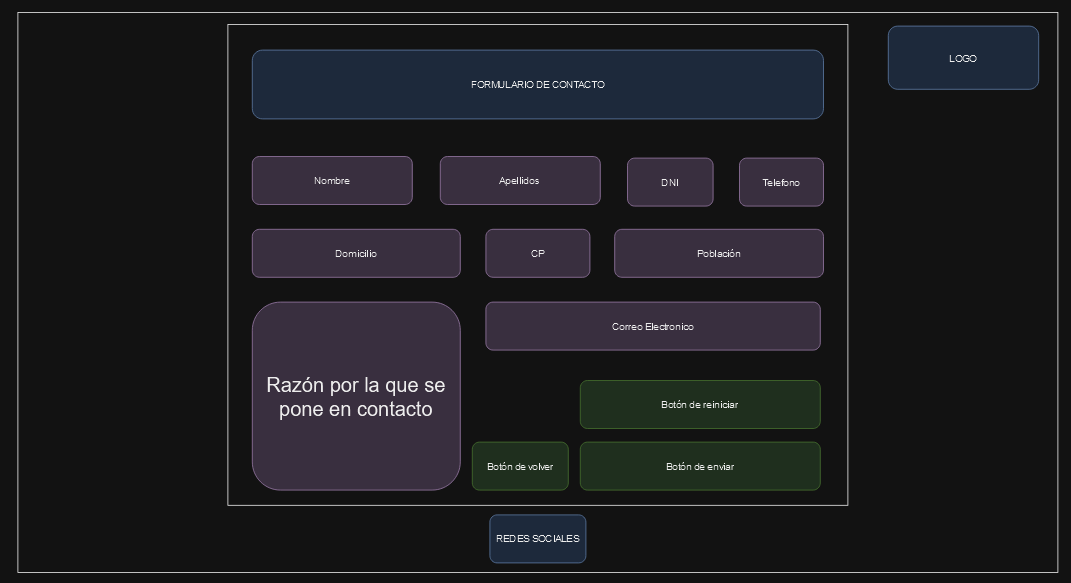 LOGO
FORMULARIO DE CONTACTO
Nombre
Apellidos
DNI
Telefono
Domicilio
CP
Población
Correo Electronico
Razón por la que se
pone en contacto
Botón de reiniciar
Botón de volver
Botón de enviar
REDES SOCIALES